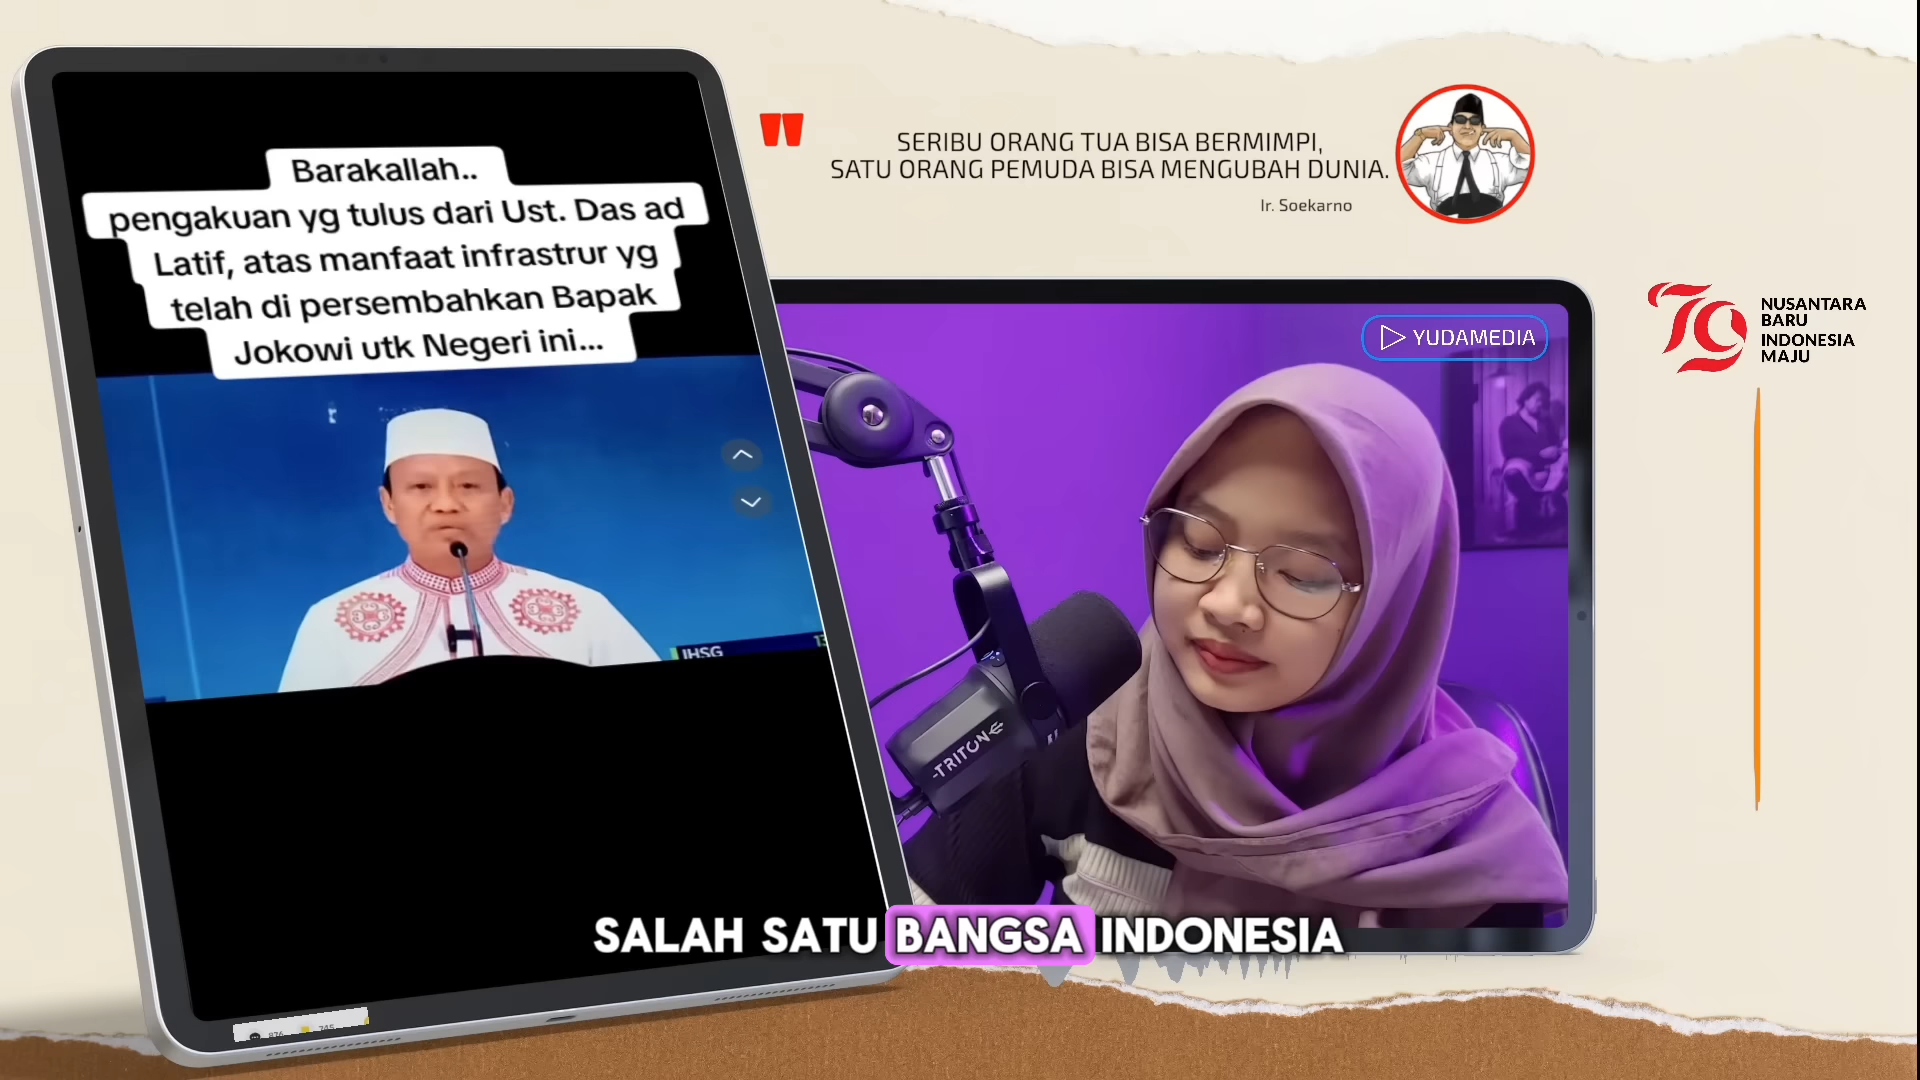 Barakallah..
pengakuan yg tulus dari Ust. Das ad
Latif, atas manfaat infrastrur yg
telah di persembahkan Bapak
Jokowi utk Negeri ini...
IHSG
"
SERIBU ORANG TUA BISA BERMIMPI,
SATU ORANG PEMUDA BISA MENGUBAH DUNIA.
Ir. Soekarno
YUDAMEDIA
79
NUSANTARA
BARU
INDONESIA
MAJU
TRITON
SALAH SATU BANGSA INDONESIA